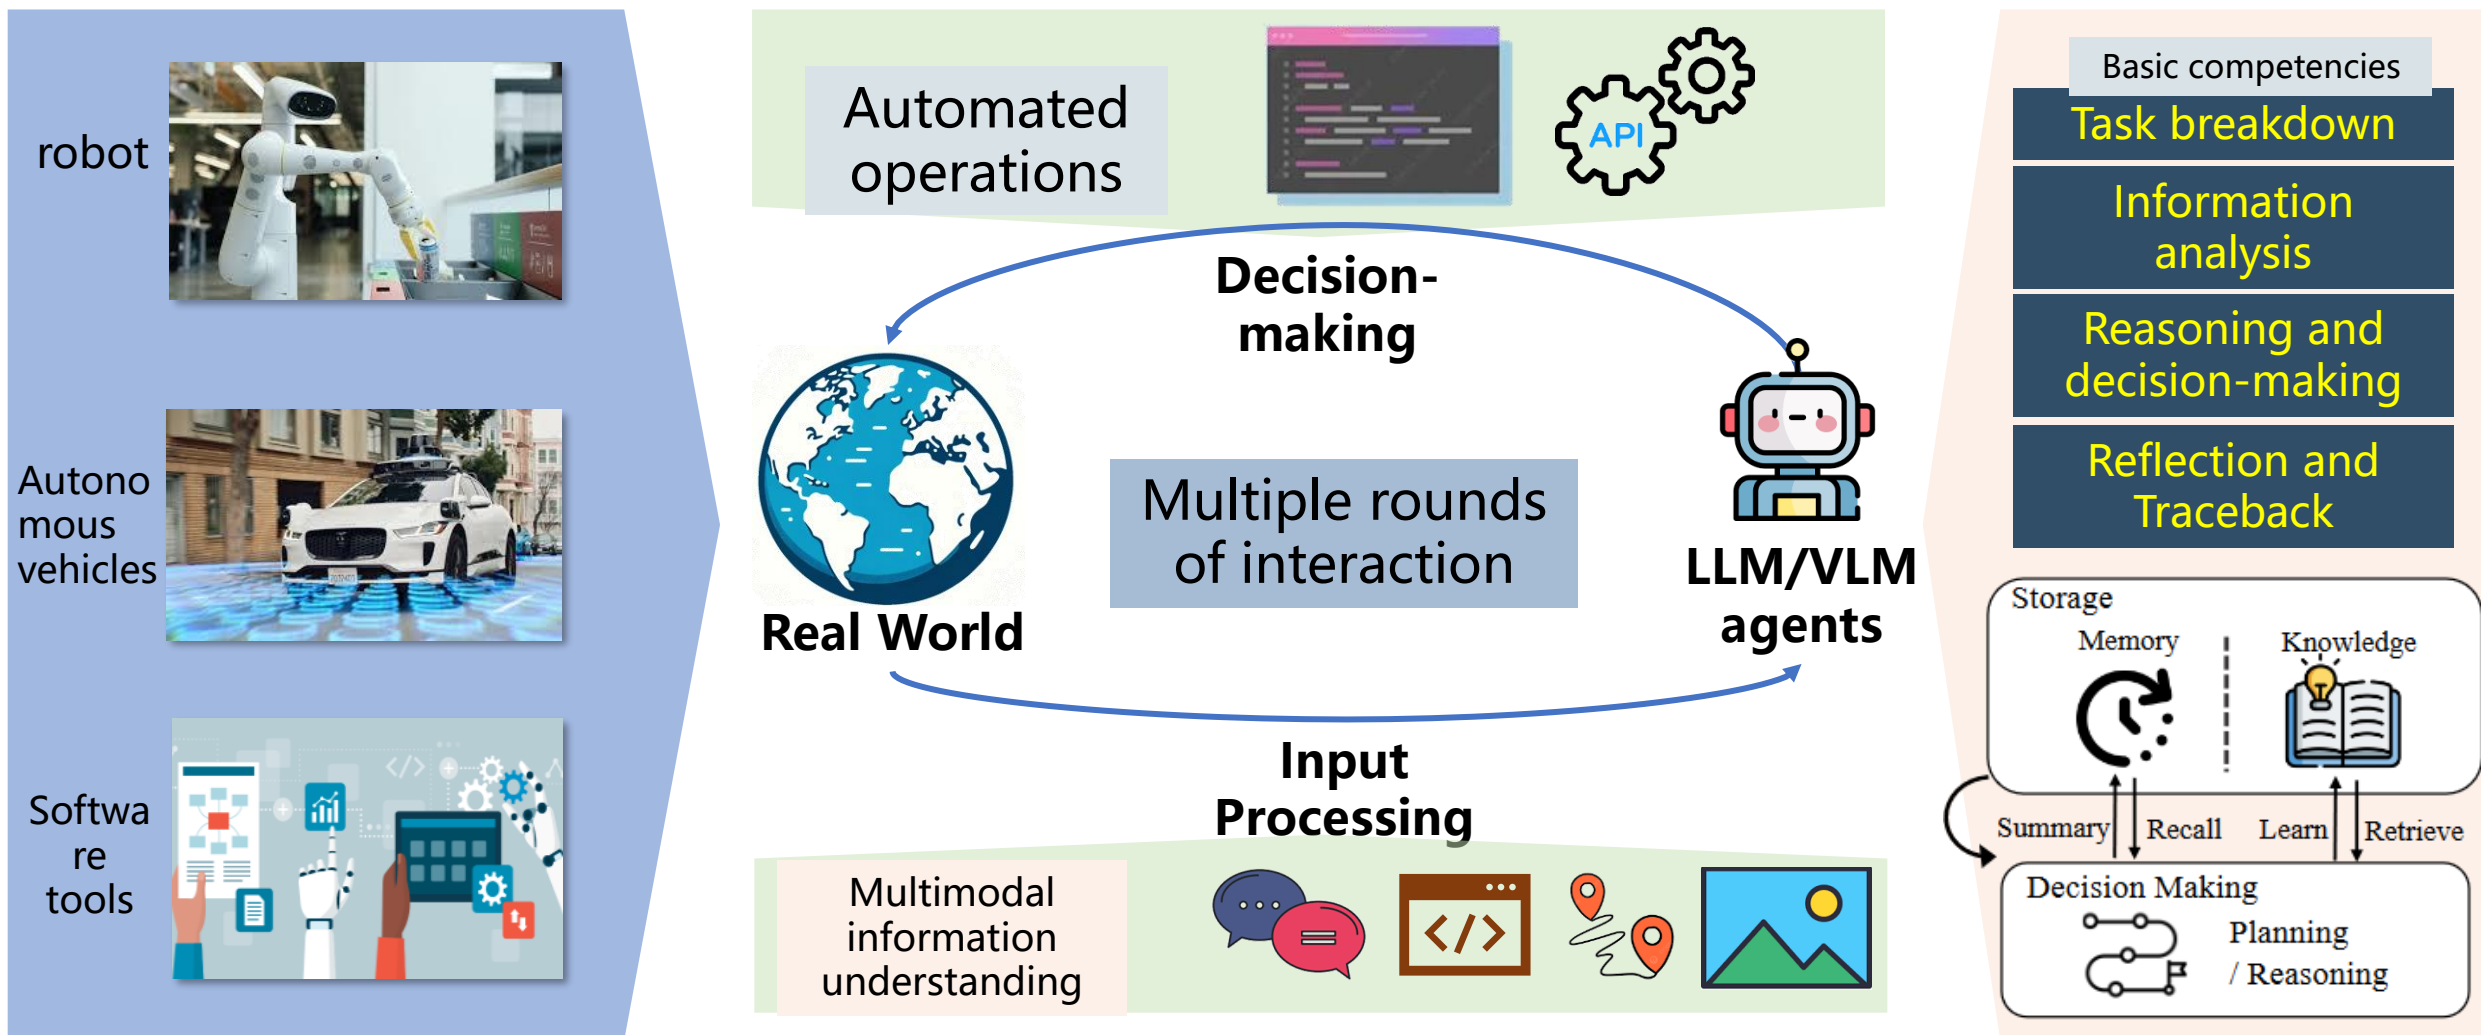 robot
Autono
mous
vehicles
Softwa
re
tools
Automated
operations
API
Decision-
making
Real World
Multiple rounds
of interaction
LLM/VLM
agents
Input
Processing
Multimodal
information
understanding
</>
Basic competencies
Task breakdown
Information
analysis
Reasoning and
decision-making
Reflection and
Traceback
Storage
Memory
Knowledge
Summary
Recall
Learn
Retrieve
Decision Making
Planning
/ Reasoning